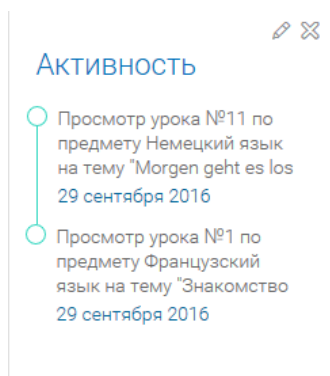 Активность
Просмотр урока №11 по
предмету Немецкий язык
на тему "Morgen geht es los
29 сентября 2016
Просмотр урока №1 по
предмету Французский
язык на тему "Знакомство
29 сентября 2016